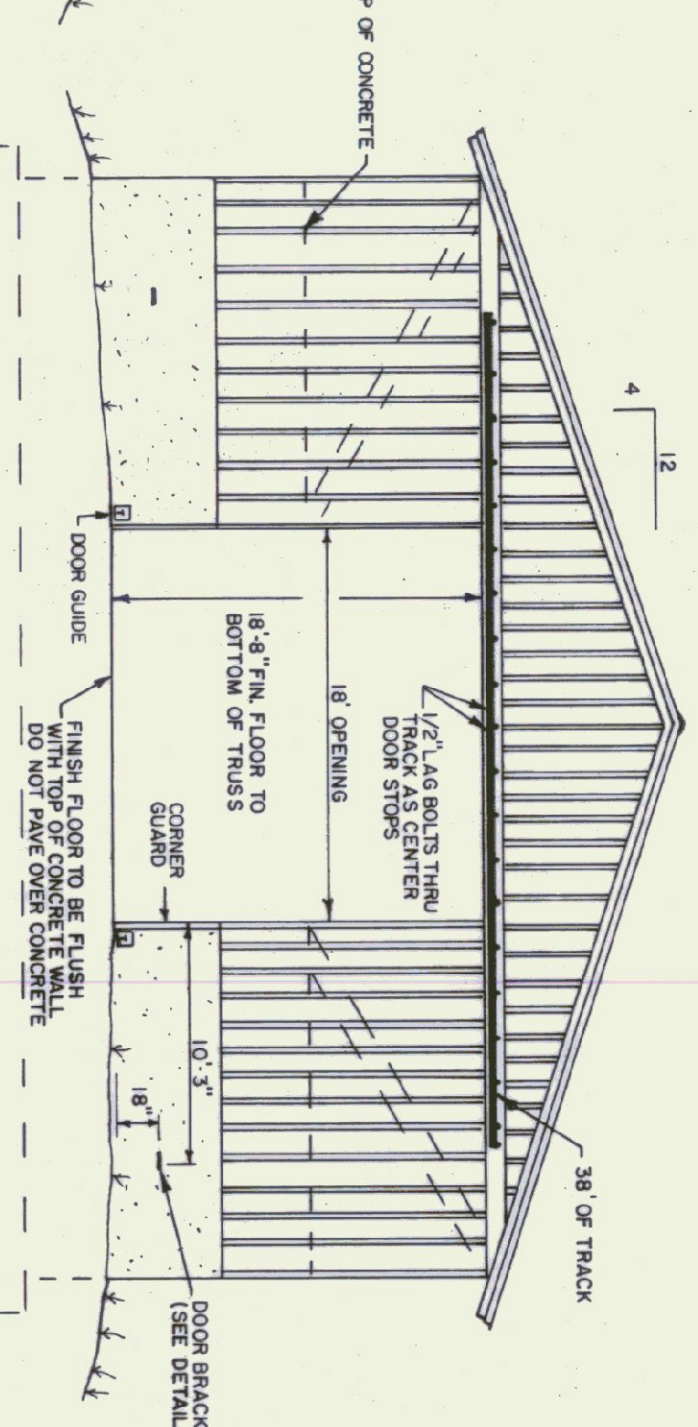 P OF CONCRETE
4
12
38' OF TRACK
1/2" LAG BOLTS THRU
TRACK AS CENTER
DOOR STOPS
18' OPENING
18'-8" FIN. FLOOR TO
BOTTOM OF TRUSS
CORNER
GUARD
10'-3"
18"
DOOR GUIDE
FINISH FLOOR TO BE FLUSH
WITH TOP OF CONCRETE WALL
DO NOT PAVE OVER CONCRETE
DOOR BRACK
(SEE DETAIL